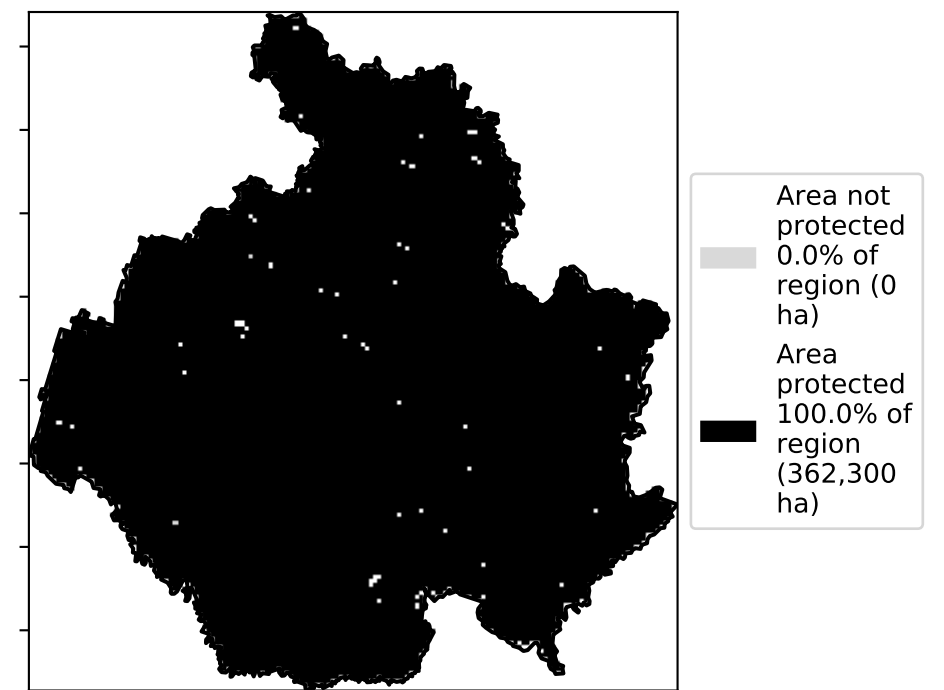 Area not
protected
0.0% of
region (0
ha)
Area
protected
100.0% of
region
(362,300
ha)